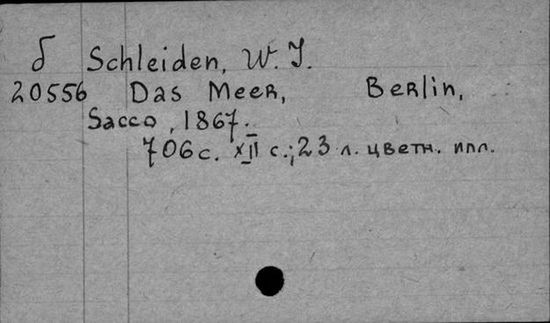 б Schleiden, W. J.
20556 Das Meer, Berlin,
Sacco, 1867.
706 с. XII с.; 23 л. цветн. илл.